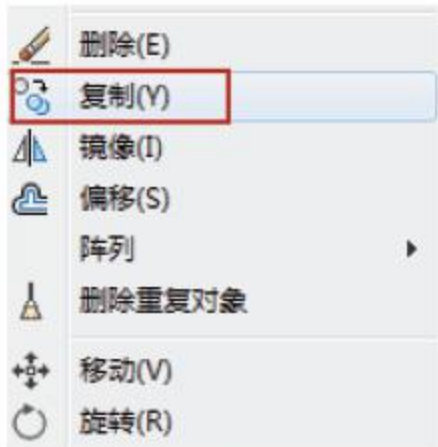 删除(E)
复制(Y)
镜像(I)
偏移(S)
阵列
删除重复对象
移动(V)
旋转(R)